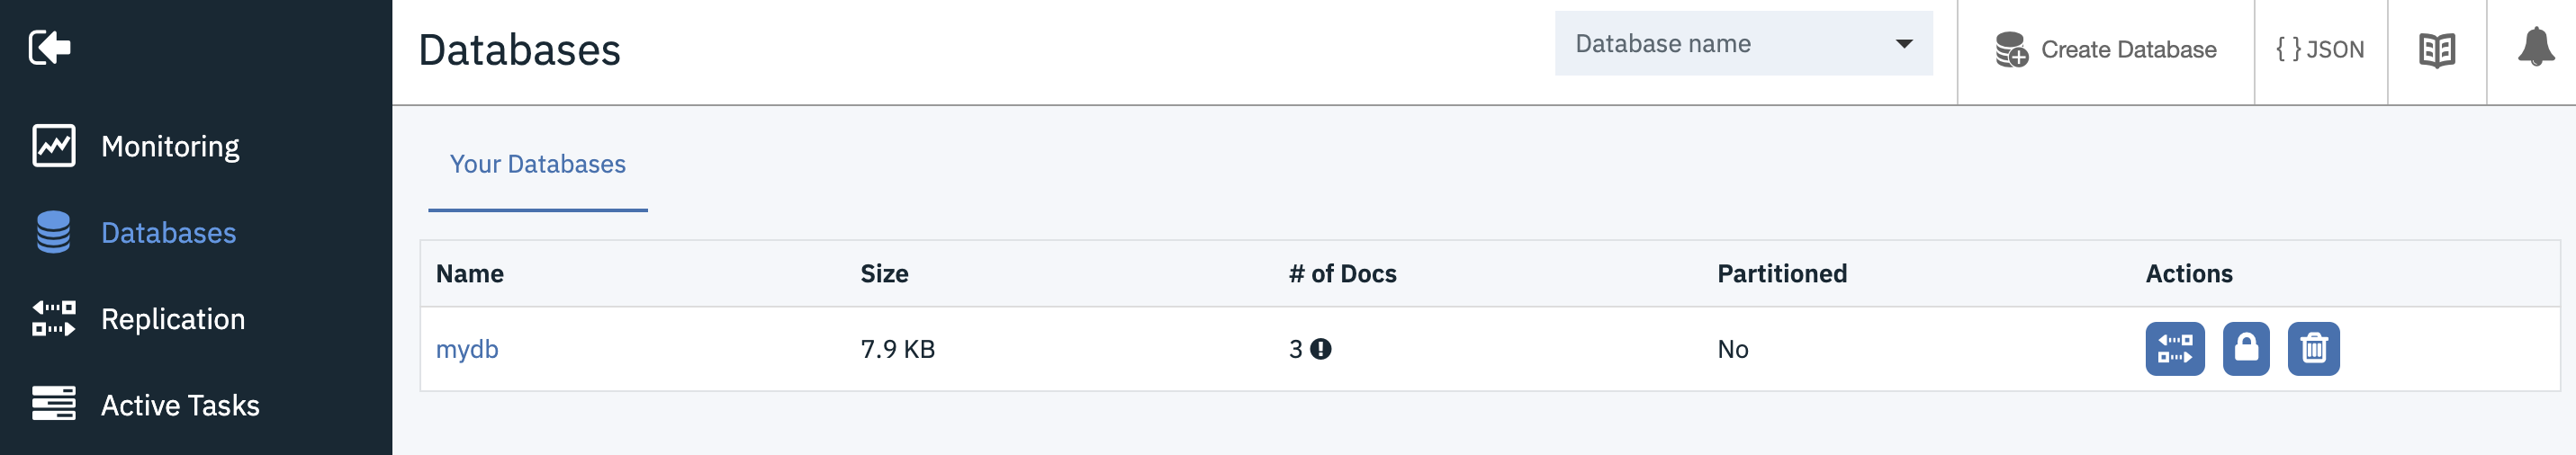 Databases
Database name
Create Database
{ } JSON
Monitoring
Databases
Replication
Active Tasks
Your Databases
Name Size # of Docs Partitioned Actions
mydb 7.9 KB 3 No